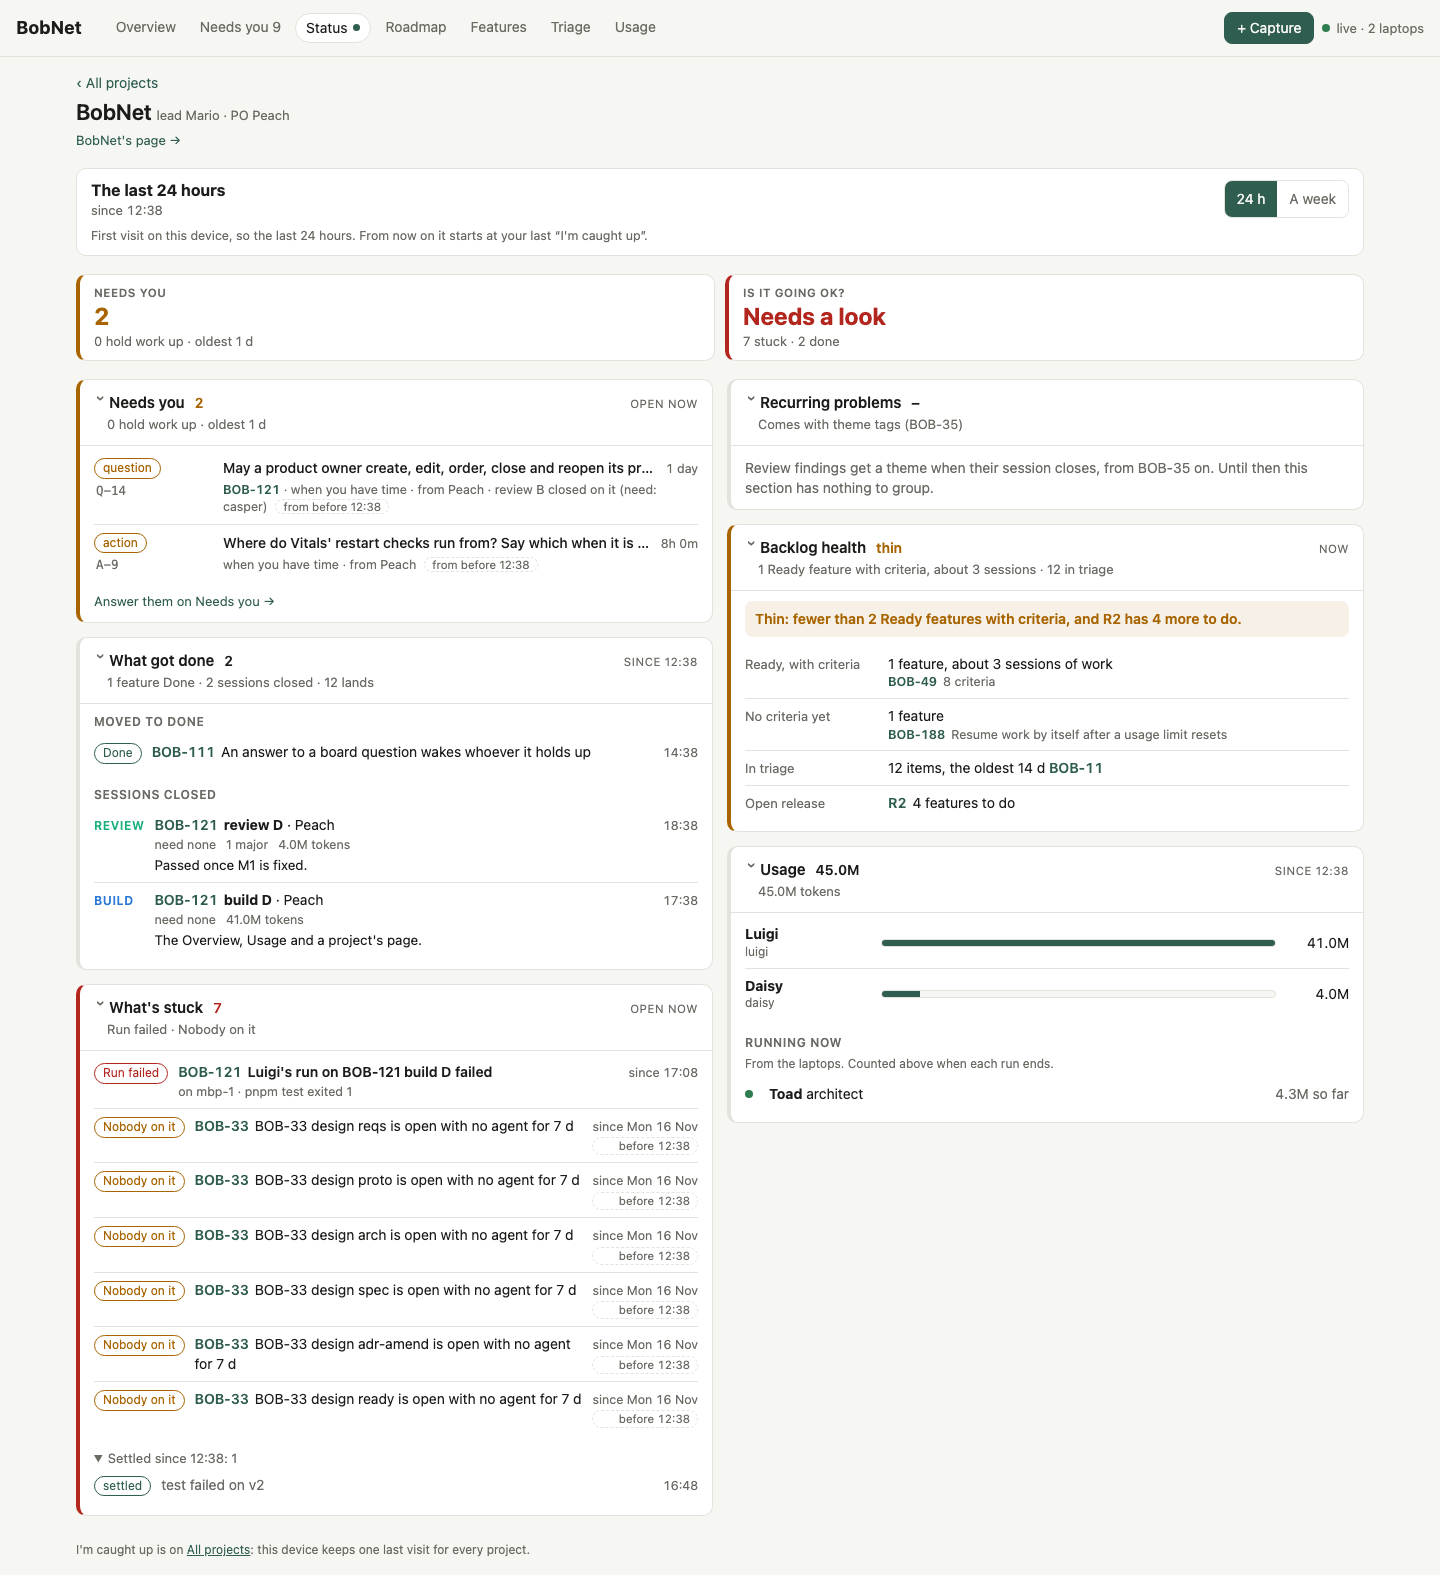 BobNet
Overview
Needs you 9
Status
Roadmap
Features
Triage
Usage
+ Capture
live · 2 laptops
‹ All projects
BobNet lead Mario · PO Peach
BobNet's page →
The last 24 hours
since 12:38
First visit on this device, so the last 24 hours. From now on it starts at your last "I'm caught up".
24 h
A week
NEEDS YOU
2
0 hold work up · oldest 1 d
IS IT GOING OK?
Needs a look
7 stuck · 2 done
Needs you 2
OPEN NOW
0 hold work up · oldest 1 d
question
May a product owner create, edit, order, close and reopen its pr...
1 day
Q-14
BOB-121 · when you have time · from Peach · review B closed on it (need:
casper) from before 12:38
action
Where do Vitals' restart checks run from? Say which when it is ...
8h 0m
A-9
when you have time · from Peach from before 12:38
Answer them on Needs you →
What got done 2
SINCE 12:38
1 feature Done · 2 sessions closed · 12 lands
MOVED TO DONE
Done BOB-111 An answer to a board question wakes whoever it holds up 14:38
SESSIONS CLOSED
REVIEW BOB-121 review D · Peach 18:38
need none 1 major 4.0M tokens
Passed once M1 is fixed.
BUILD BOB-121 build D · Peach 17:38
need none 41.0M tokens
The Overview, Usage and a project's page.
What's stuck 7
OPEN NOW
Run failed · Nobody on it
Run failed BOB-121 Luigi's run on BOB-121 build D failed since 17:08
on mbp-1 · pnpm test exited 1
Nobody on it BOB-33 BOB-33 design reqs is open with no agent for 7 d since Mon 16 Nov
before 12:38
Nobody on it BOB-33 BOB-33 design proto is open with no agent for 7 d since Mon 16 Nov
before 12:38
Nobody on it BOB-33 BOB-33 design arch is open with no agent for 7 d since Mon 16 Nov
before 12:38
Nobody on it BOB-33 BOB-33 design spec is open with no agent for 7 d since Mon 16 Nov
before 12:38
Nobody on it BOB-33 BOB-33 design adr-amend is open with no agent since Mon 16 Nov
for 7 d before 12:38
Nobody on it BOB-33 BOB-33 design ready is open with no agent for 7 d since Mon 16 Nov
before 12:38
▼ Settled since 12:38: 1
settled test failed on v2 16:48
Recurring problems –
Comes with theme tags (BOB-35)
Review findings get a theme when their session closes, from BOB-35 on. Until then this
section has nothing to group.
Backlog health thin
NOW
1 Ready feature with criteria, about 3 sessions · 12 in triage
Thin: fewer than 2 Ready features with criteria, and R2 has 4 more to do.
Ready, with criteria 1 feature, about 3 sessions of work
BOB-49 8 criteria
No criteria yet 1 feature
BOB-188 Resume work by itself after a usage limit resets
In triage 12 items, the oldest 14 d BOB-11
Open release R2 4 features to do
Usage 45.0M
SINCE 12:38
45.0M tokens
Luigi
luigi
41.0M
Daisy
daisy
4.0M
RUNNING NOW
From the laptops. Counted above when each run ends.
Toad architect 4.3M so far
I'm caught up is on All projects: this device keeps one last visit for every project.